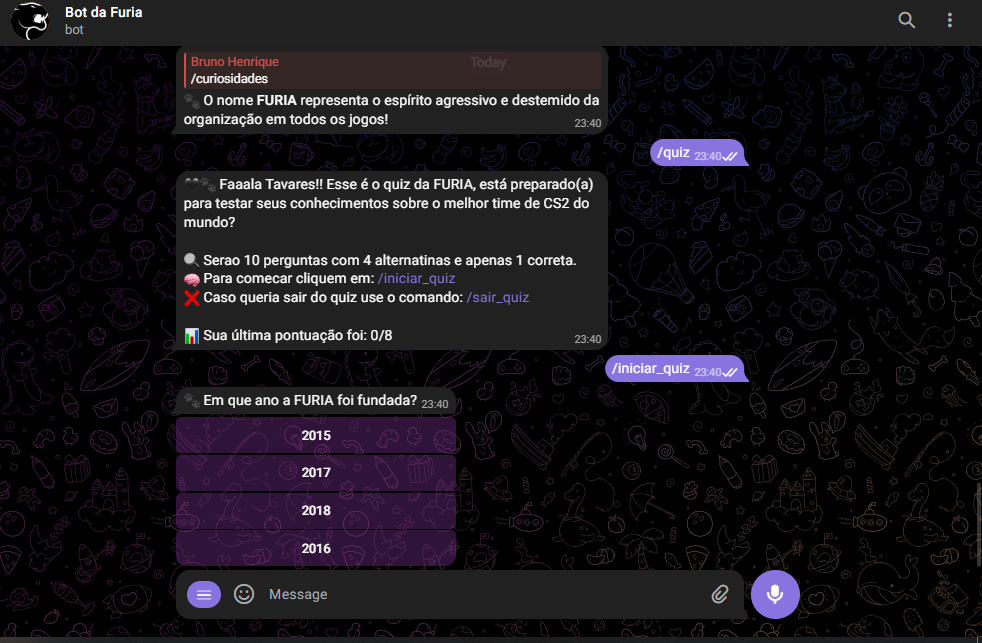 Bot da Furia
bot
Today
Bruno Henrique
/curiosidades
🐾 O nome FURIA representa o espírito agressivo e destemido da
organização em todos os jogos!
23:40
/quiz 23:40
🖤🐾 Faaala Tavares!! Esse é o quiz da FURIA, está preparado(a)
para testar seus conhecimentos sobre o melhor time de CS2 do
mundo?
🔍 Serao 10 perguntas com 4 alternatinas e apenas 1 correta.
🧠 Para comecar cliquem em: /iniciar_quiz
❌ Caso queria sair do quiz use o comando: /sair_quiz
📊 Sua última pontuação foi: 0/8
23:40
/iniciar_quiz 23:40
🐾 Em que ano a FURIA foi fundada? 23:40
2015
2017
2018
2016
Message